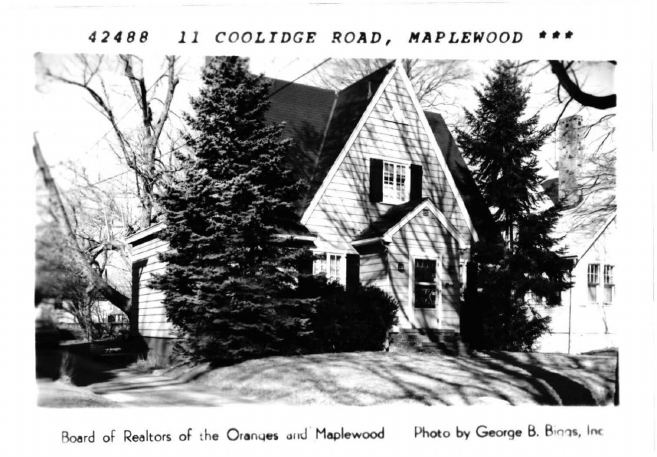 42488 11 COOLIDGE ROAD, MAPLEWOOD ***
Board of Realtors of the Oranges and Maplewood Photo by George B. Biggs, Inc